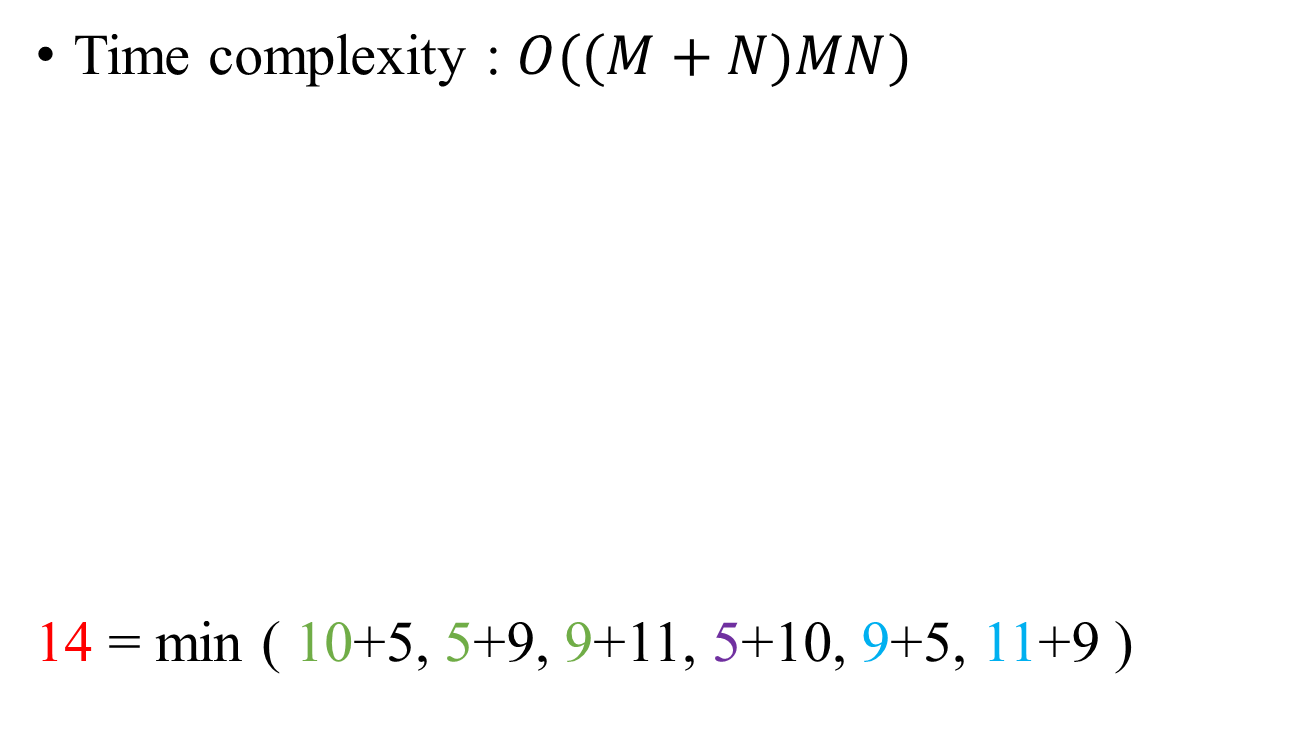 • Time complexity : O((M + N)MN)
14 = min ( 10+5, 5+9, 9+11, 5+10, 9+5, 11+9 )